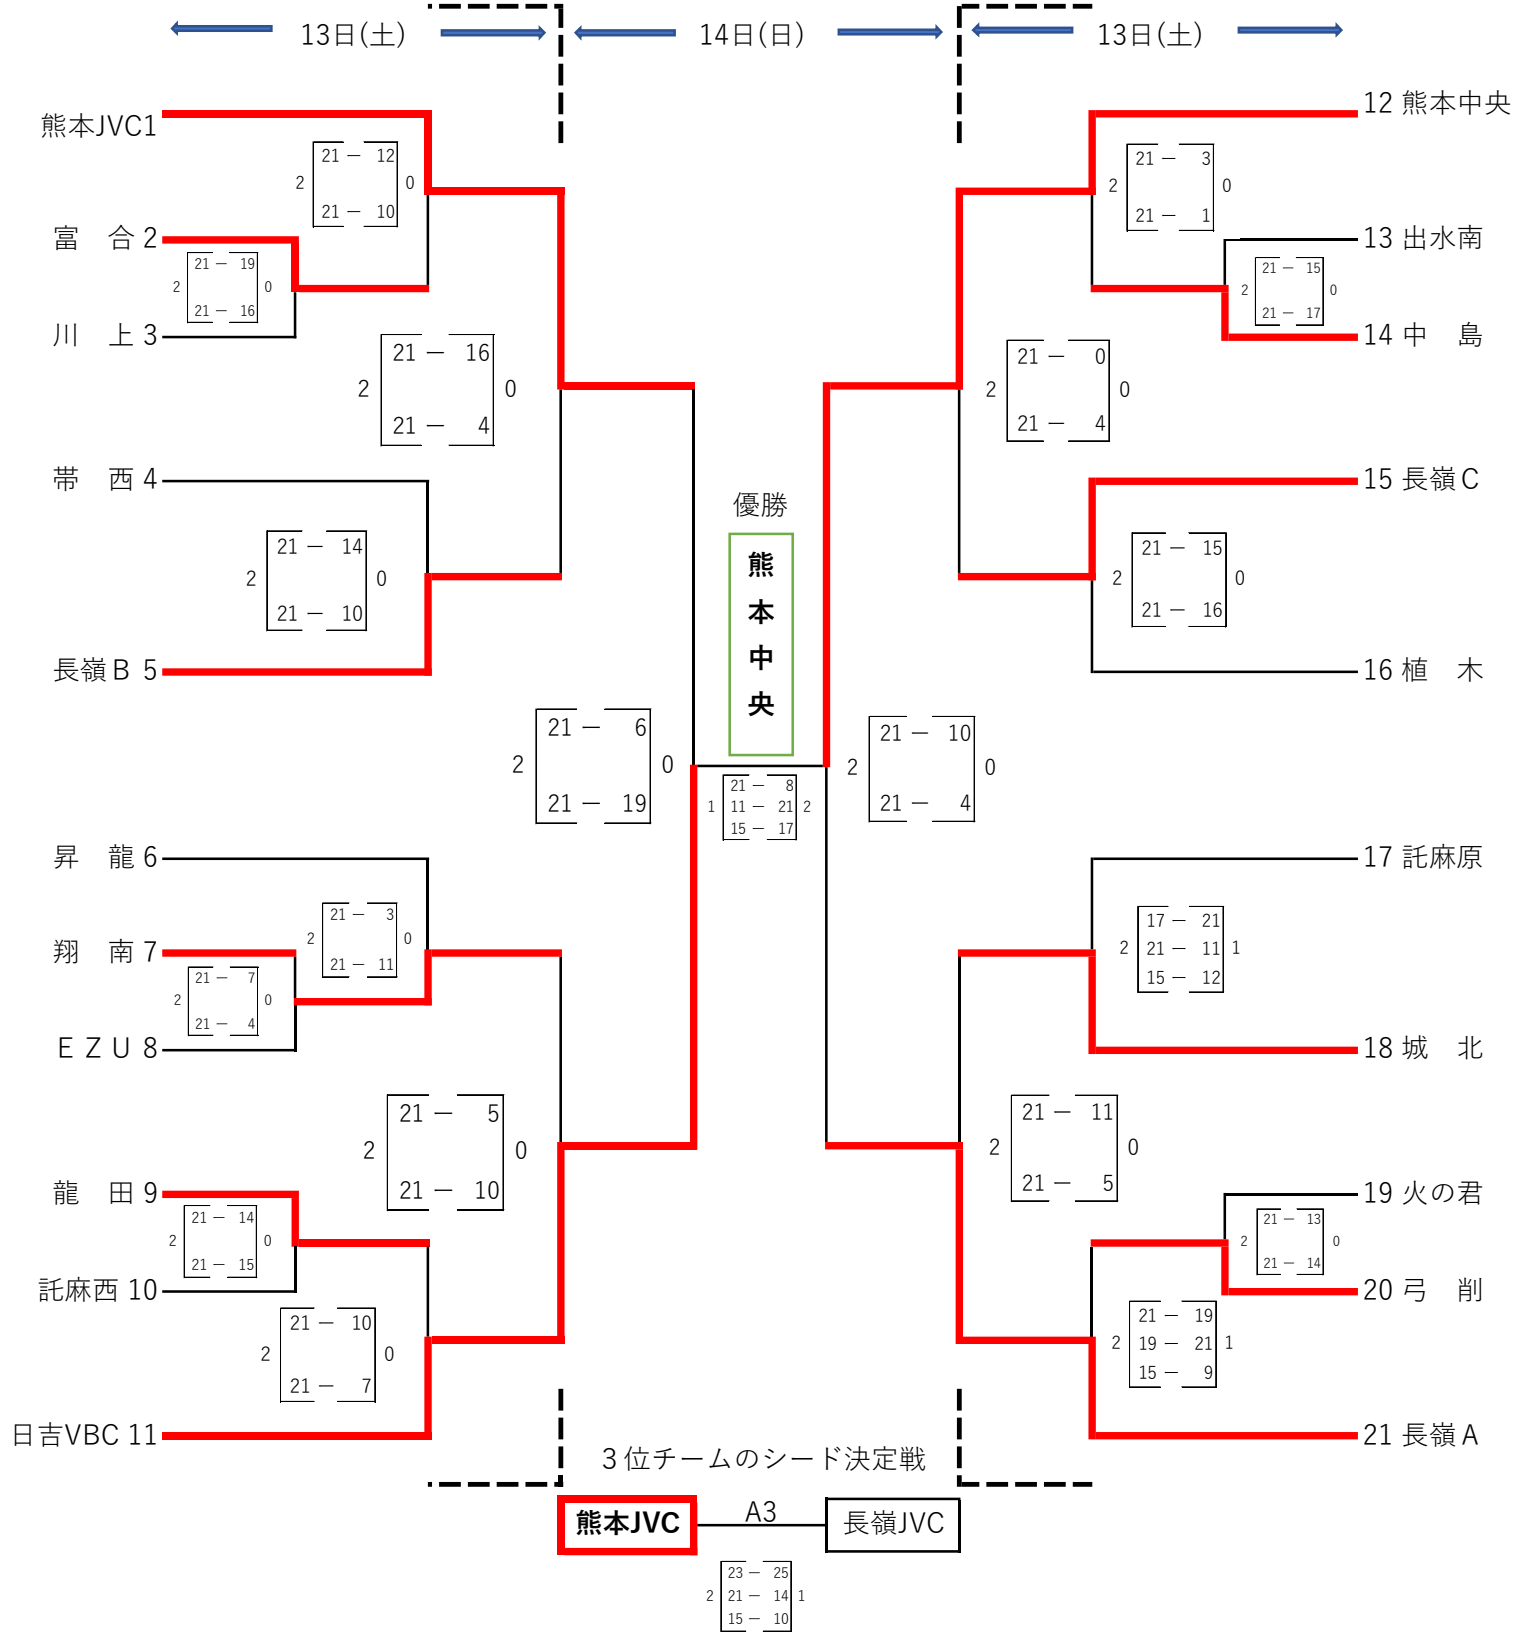 13日(土)
14日(日)
13日(土)
熊本JVC1
21 － 12
2 0
21 － 10
富　合 2
21 － 19
2 0
21 － 16
川　上 3
21 － 16
2 0
21 － 4
帯　西 4
21 － 14
2 0
21 － 10
長嶺Ｂ 5
21 － 6
2 0
21 － 19
昇　龍 6
21 － 3
2 0
21 － 11
翔　南 7
21 － 7
2 0
21 － 4
ＥＺＵ 8
21 － 5
2 0
21 － 10
龍　田 9
21 － 14
2 0
21 － 15
託麻西 10
21 － 10
2 0
21 － 7
日吉VBC 11
優勝
熊
本
中
央
21 － 8
1 11 － 21 2
15 － 17
12 熊本中央
21 － 3
2 0
21 － 1
13 出水南
21 － 15
2 0
21 － 17
14 中　島
21 － 0
2 0
21 － 4
15 長嶺Ｃ
21 － 15
2 0
21 － 16
16 植　木
21 － 10
2 0
21 － 4
17 託麻原
17 － 21
2 21 － 11 1
15 － 12
18 城　北
21 － 11
2 0
21 － 5
19 火の君
21 － 13
2 0
21 － 14
20 弓　削
21 － 19
2 19 － 21 1
15 － 9
21 長嶺Ａ
３位チームのシード決定戦
熊本JVC A3 長嶺JVC
23 － 25
2 21 － 14 1
15 － 10